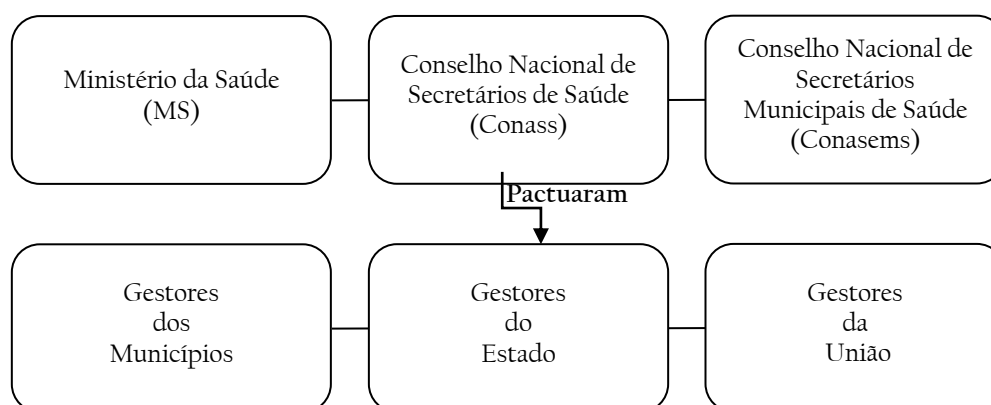 Ministério da Saúde
(MS)
Conselho Nacional de
Secretários de Saúde
(Conass)
Conselho Nacional de
Secretários
Municipais de Saúde
(Conasems)
Pactuaram
Gestores
dos
Municípios
Gestores
do
Estado
Gestores
da
União